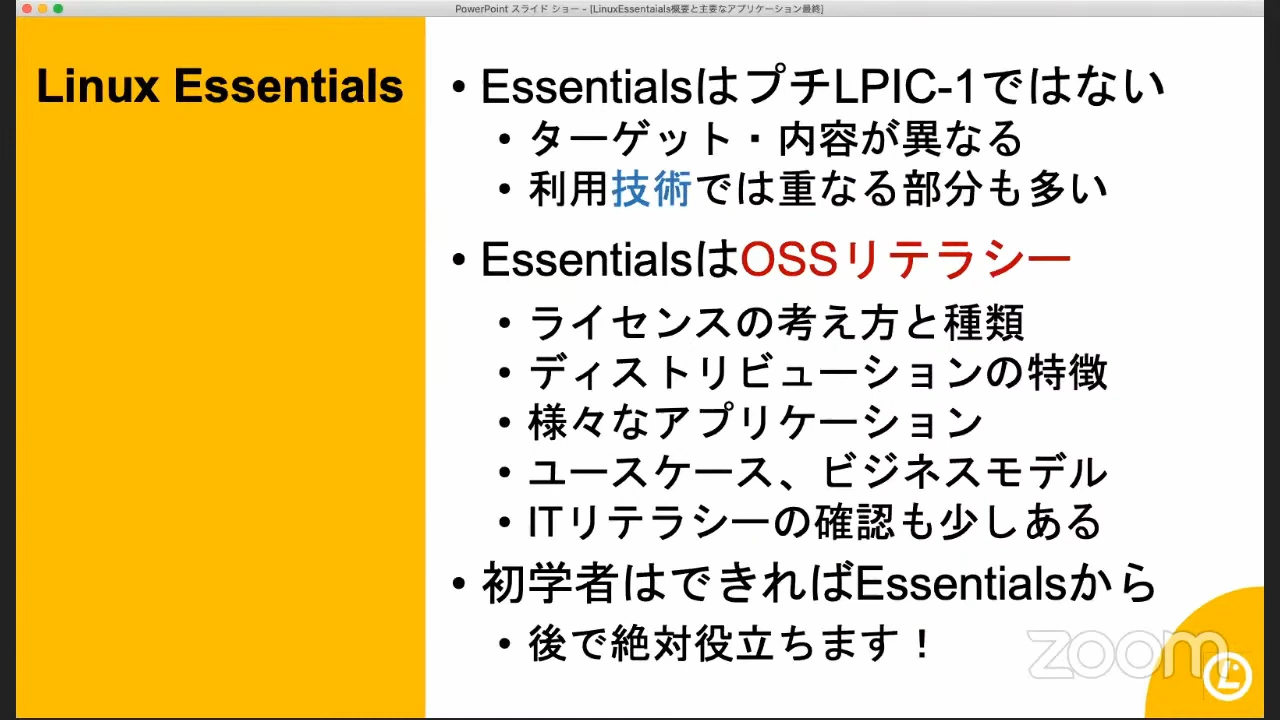 PowerPoint スライド ショー - [LinuxEssentaials概要と主要なアプリケーション最終]
Linux Essentials
• EssentialsはプチLPIC-1ではない
• ターゲット・内容が異なる
• 利用技術では重なる部分も多い
• EssentialsはOSSリテラシー
• ライセンスの考え方と種類
• ディストリビューションの特徴
• 様々なアプリケーション
• ユースケース、ビジネスモデル
• ITリテラシーの確認も少しある
• 初学者はできればEssentialsから
• 後で絶対役立ちます！
zoom
L